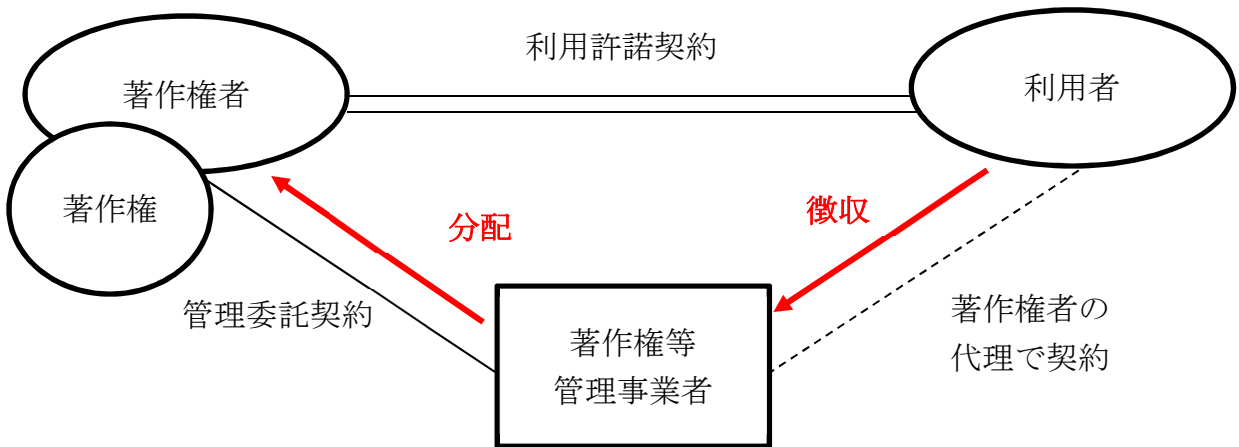 利用許諾契約
著作権者
利用者
著作権
分配
徴収
管理委託契約
著作権等
管理事業者
著作権者の
代理で契約